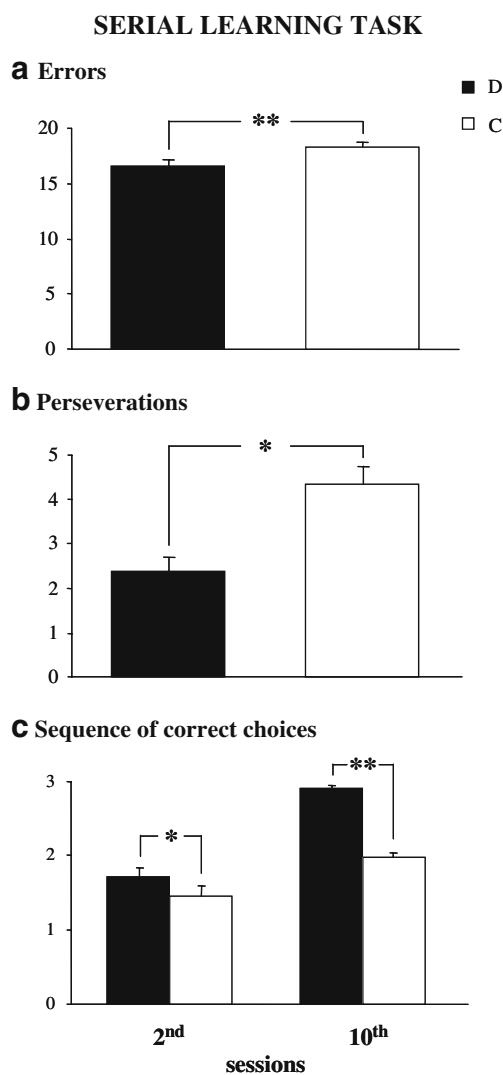 SERIAL LEARNING TASK
a Errors
D
C
**
20
15
10
5
0
b Perseverations
*
5
4
3
2
1
0
c Sequence of correct choices
*
**
3
2
1
0
2nd 10th
sessions